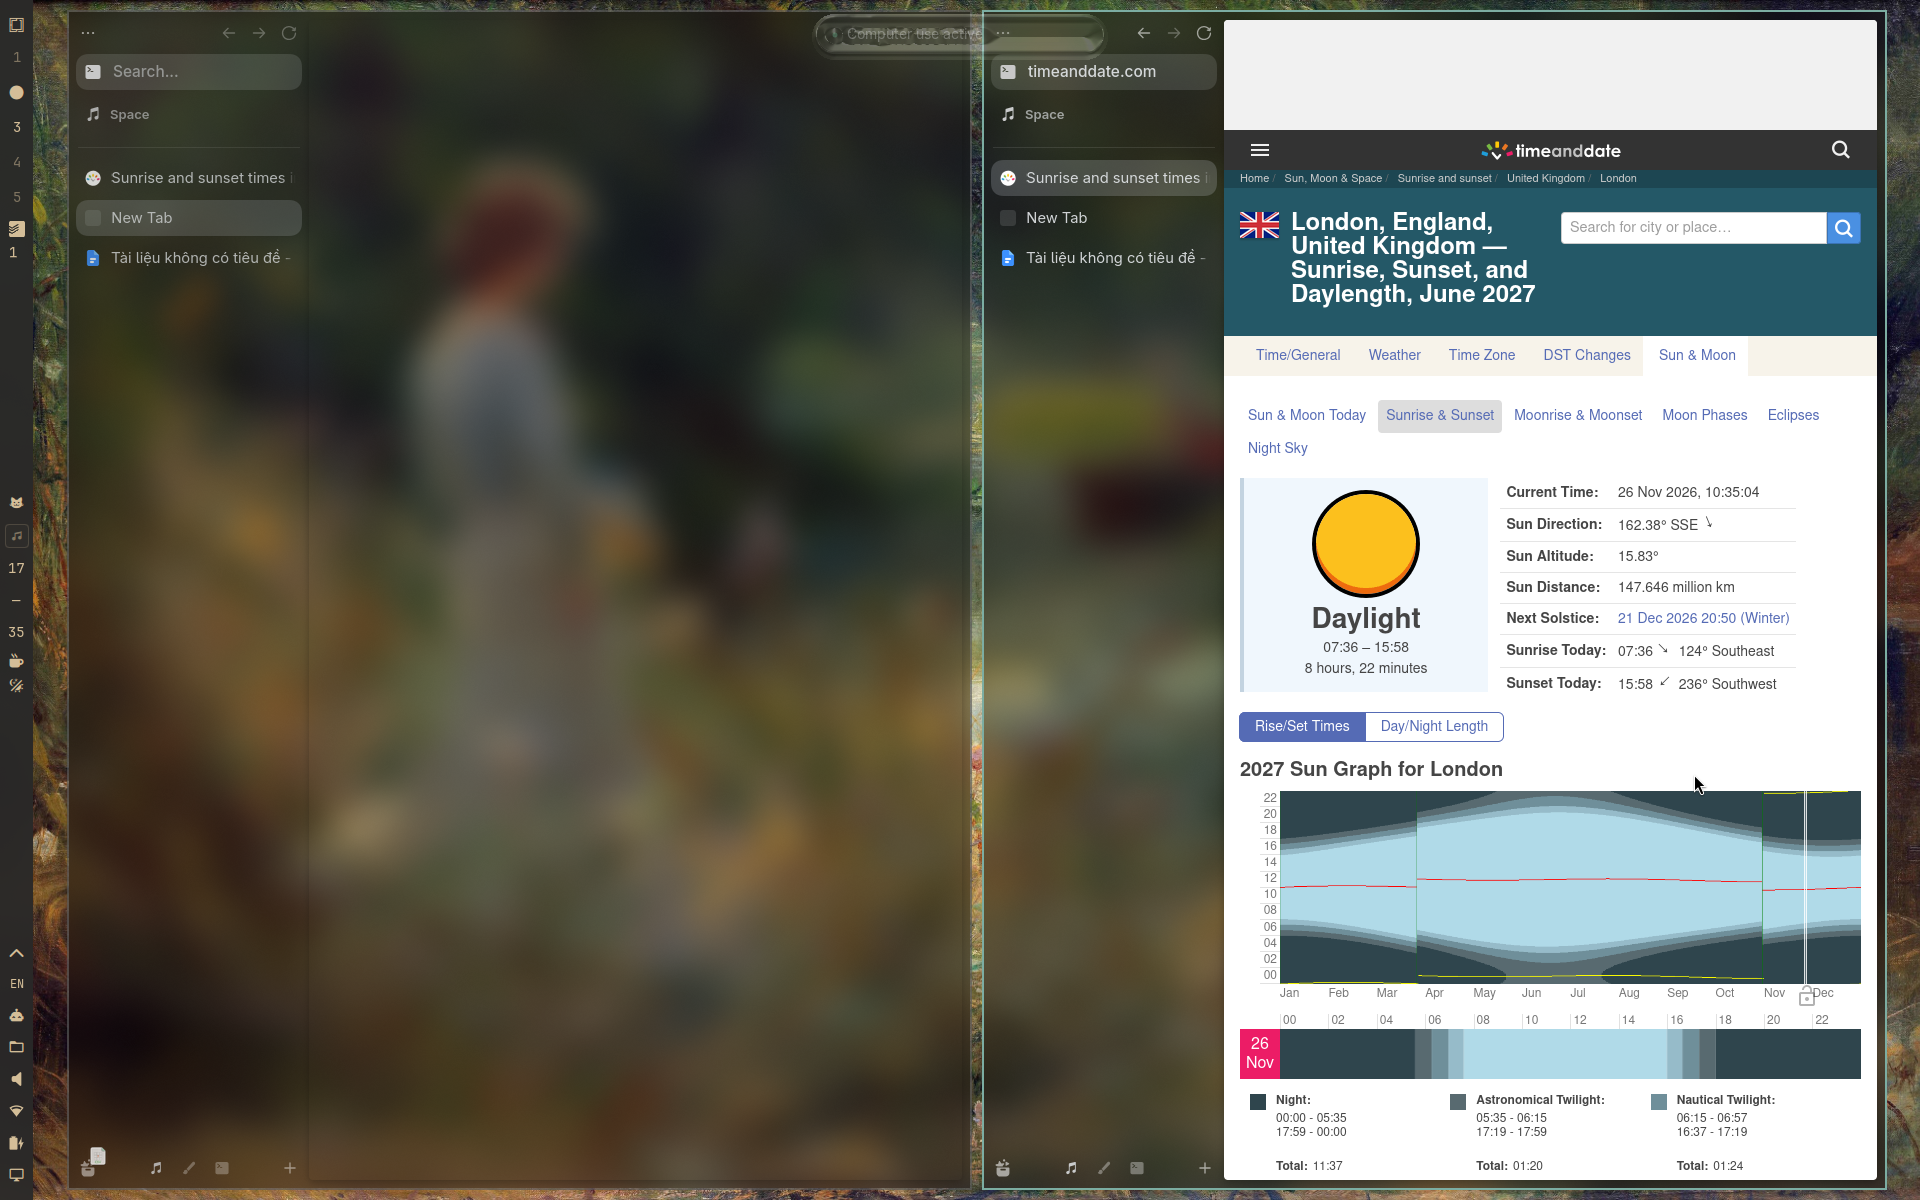 1
3
4
5
1
17
35
EN
Search...
Space
Sunrise and sunset times i
New Tab
Tài liệu không có tiêu đề -
Computer use active
timeanddate.com
Space
Sunrise and sunset times i
New Tab
Tài liệu không có tiêu đề -
timeanddate
Home / Sun, Moon & Space / Sunrise and sunset / United Kingdom / London
London, England,
United Kingdom —
Sunrise, Sunset, and
Daylength, June 2027
Search for city or place...
Time/General Weather Time Zone DST Changes Sun & Moon
Sun & Moon Today Sunrise & Sunset Moonrise & Moonset Moon Phases Eclipses
Night Sky
Daylight
07:36 – 15:58
8 hours, 22 minutes
Current Time: 26 Nov 2026, 10:35:04
Sun Direction: 162.38° SSE ↑
Sun Altitude: 15.83°
Sun Distance: 147.646 million km
Next Solstice: 21 Dec 2026 20:50 (Winter)
Sunrise Today: 07:36 ↑ 124° Southeast
Sunset Today: 15:58 ↑ 236° Southwest
Rise/Set Times Day/Night Length
2027 Sun Graph for London
22
20
18
16
14
12
10
08
06
04
02
00
Jan Feb Mar Apr May Jun Jul Aug Sep Oct Nov Dec
00 02 04 06 08 10 12 14 16 18 20 22
26
Nov
Night:
00:00 - 05:35
17:59 - 00:00
Total: 11:37
Astronomical Twilight:
05:35 - 06:15
17:19 - 17:59
Total: 01:20
Nautical Twilight:
06:15 - 06:57
16:37 - 17:19
Total: 01:24